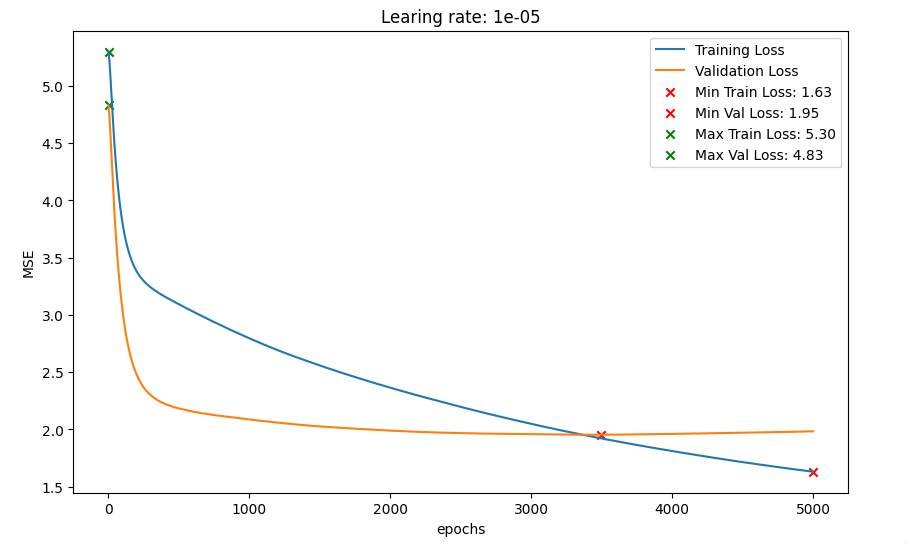 Learing rate: 1e-05
Training Loss
Validation Loss
Min Train Loss: 1.63
Min Val Loss: 1.95
Max Train Loss: 5.30
Max Val Loss: 4.83
MSE
5.0
4.5
4.0
3.5
3.0
2.5
2.0
1.5
0 1000 2000 3000 4000 5000
epochs